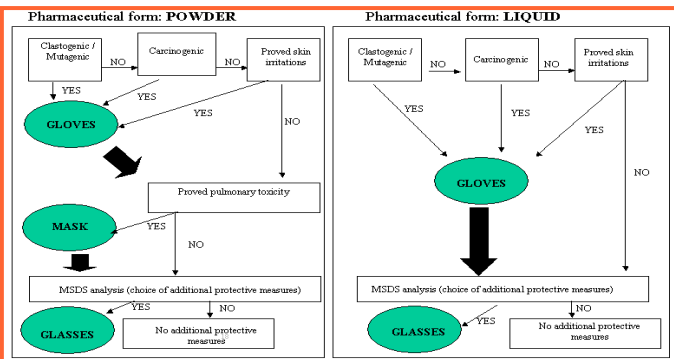 Pharmaceutical form: POWDER
Clastogenic /
Mutagenic
NO
Carcinogenic
NO
Proved skin
irritations
YES
YES
YES
GLOVES
NO
Proved pulmonary toxicity
MASK
YES
NO
MSDS analysis (choice of additional protective measures)
YES
NO
GLASSES
No additional protective
measures
Pharmaceutical form: LIQUID
Clastogenic /
Mutagenic
NO
Carcinogenic
NO
Proved skin
irritations
YES
YES
YES
GLOVES
NO
MSDS analysis (choice of additional protective measures)
YES
NO
GLASSES
No additional protective
measures